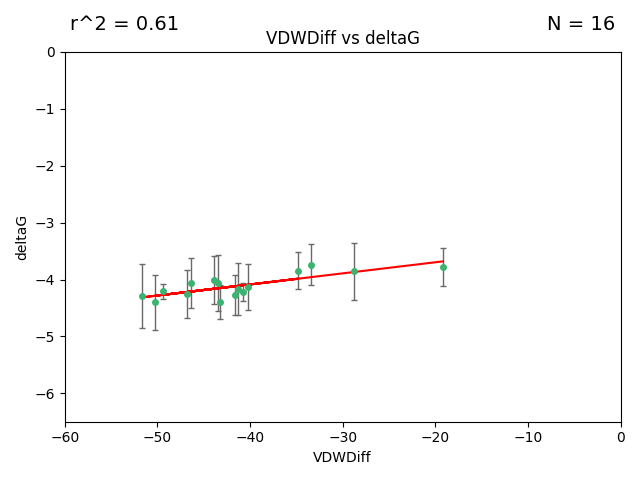 r^2 = 0.61
N = 16
VDWDiff vs deltaG
0
−1
−2
−3
−4
−5
−6
deltaG
−60 −50 −40 −30 −20 −10 0
VDWDiff